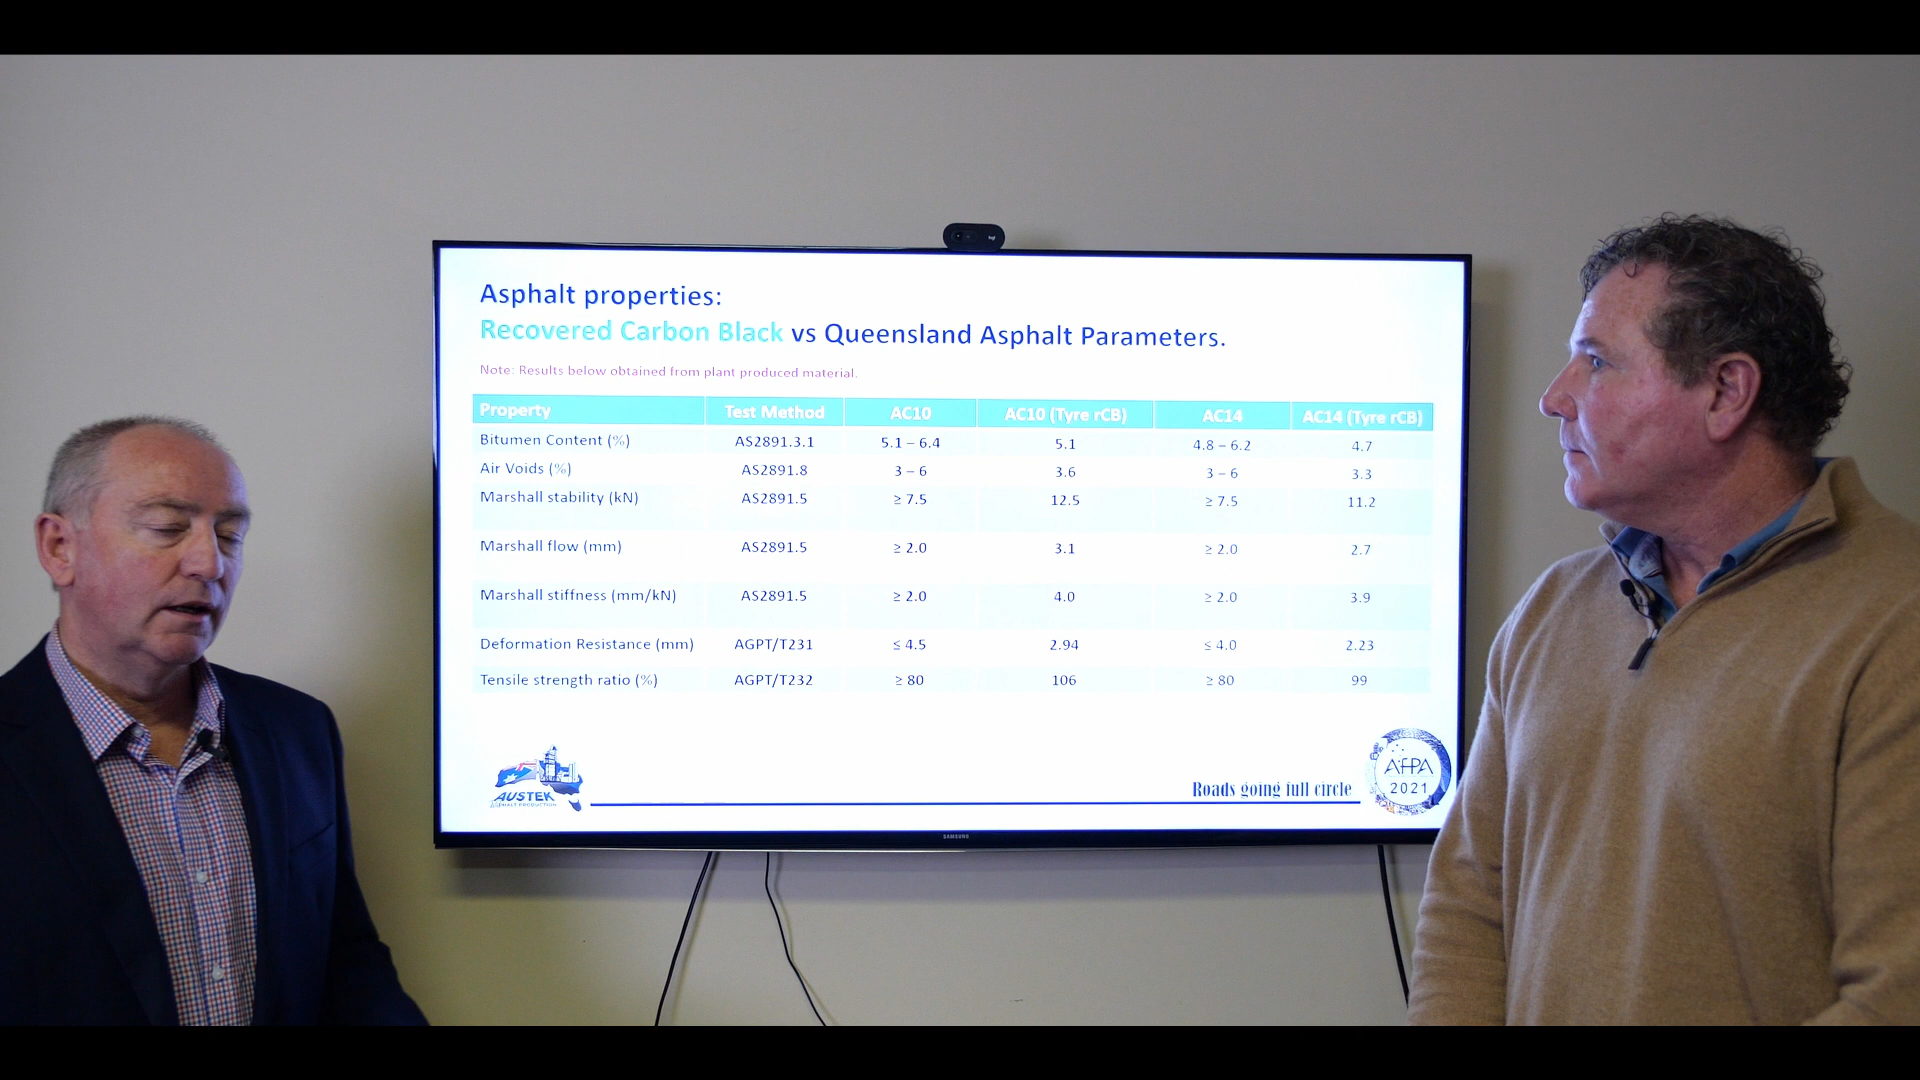 Asphalt properties:
Recovered Carbon Black vs Queensland Asphalt Parameters.
Note: Results below obtained from plant produced material.
Property Test Method AC10 AC10 (Tyre rCB) AC14 AC14 (Tyre rCB)
Bitumen Content (%) AS2891.3.1 5.1 – 6.4 5.1 4.8 – 6.2 4.7
Air Voids (%) AS2891.8 3 – 6 3.6 3 – 6 3.3
Marshall stability (kN) AS2891.5 ≥ 7.5 12.5 ≥ 7.5 11.2
Marshall flow (mm) AS2891.5 ≥ 2.0 3.1 ≥ 2.0 2.7
Marshall stiffness (mm/kN) AS2891.5 ≥ 2.0 4.0 ≥ 2.0 3.9
Deformation Resistance (mm) AGPT/T231 ≤ 4.5 2.94 ≤ 4.0 2.23
Tensile strength ratio (%) AGPT/T232 ≥ 80 106 ≥ 80 99
AUSTEK
ASPHALT PRODUCTION
Roads going full circle
AfPA
2021
SAMSUNG
logi